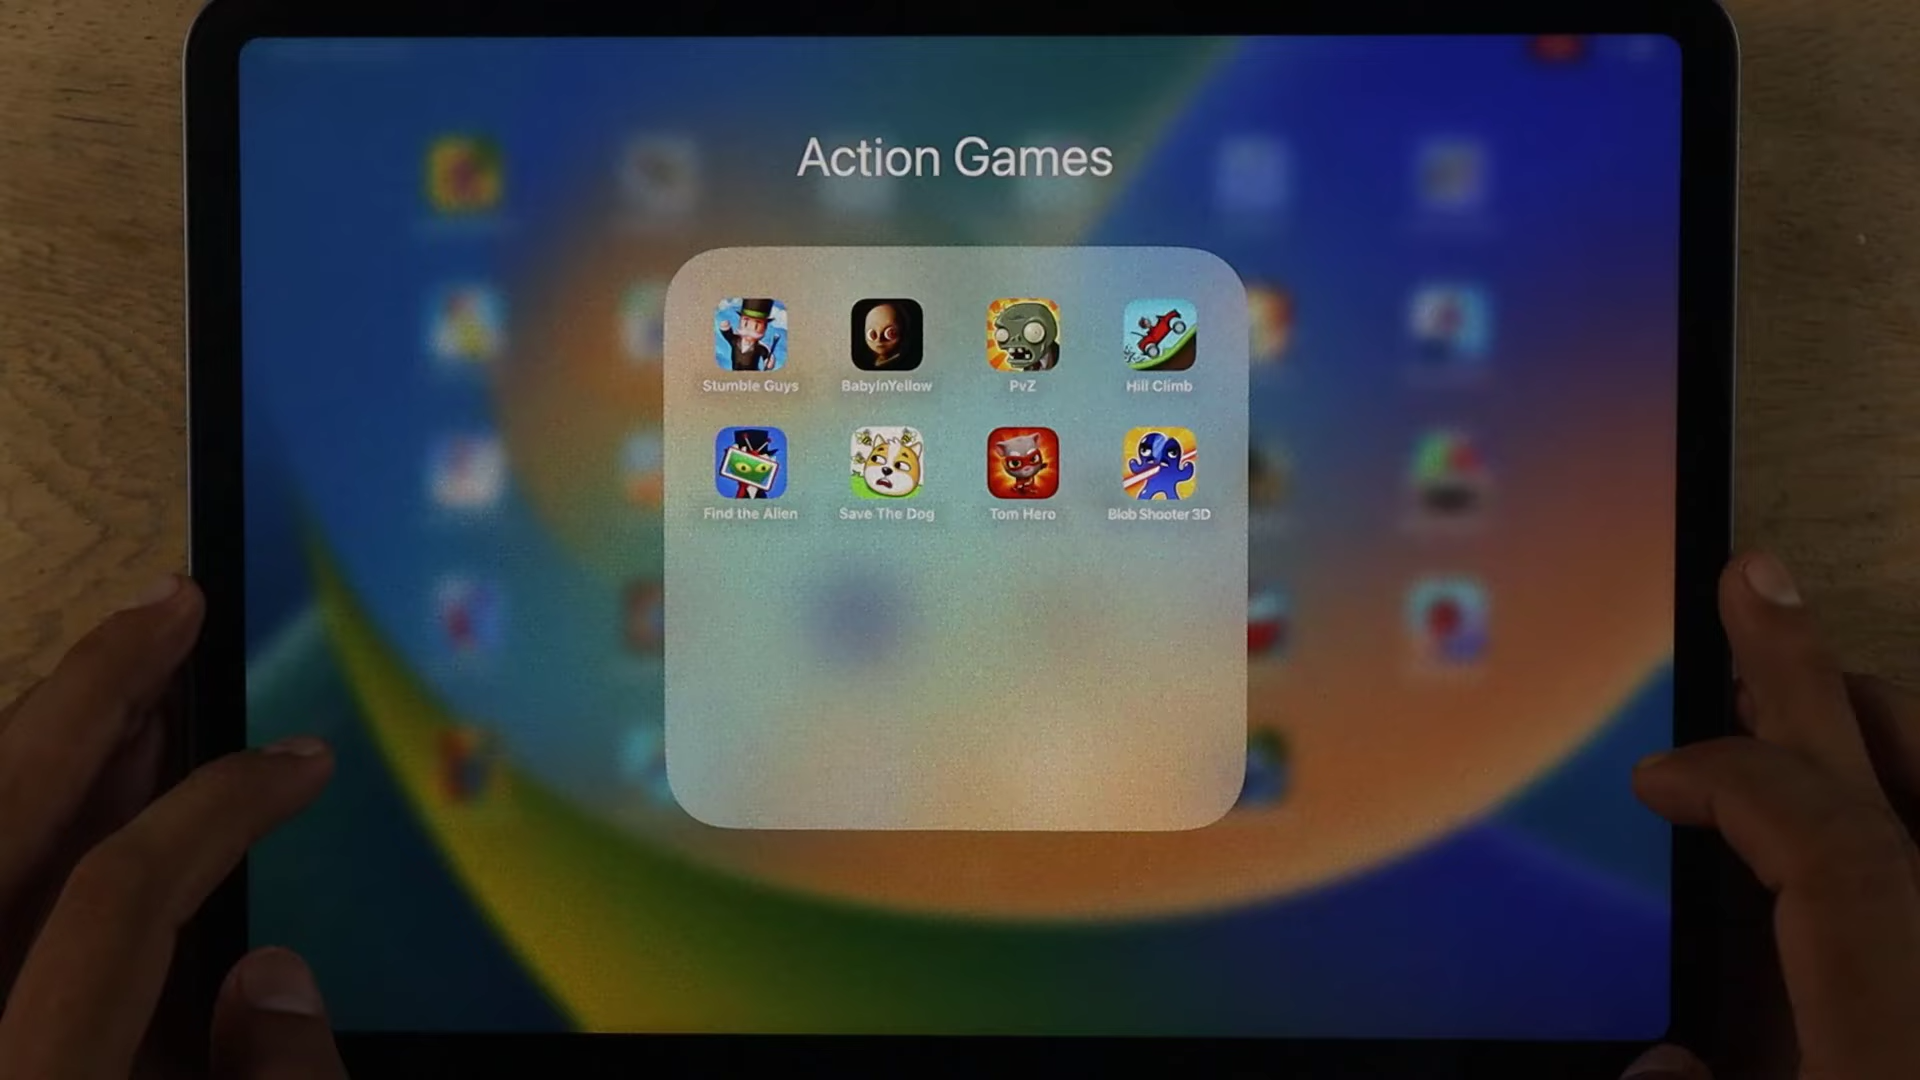 Action Games
Stumble Guys BabyInYellow PvZ Hill Climb
Find the Alien Save The Dog Tom Hero Blob Shooter 3D